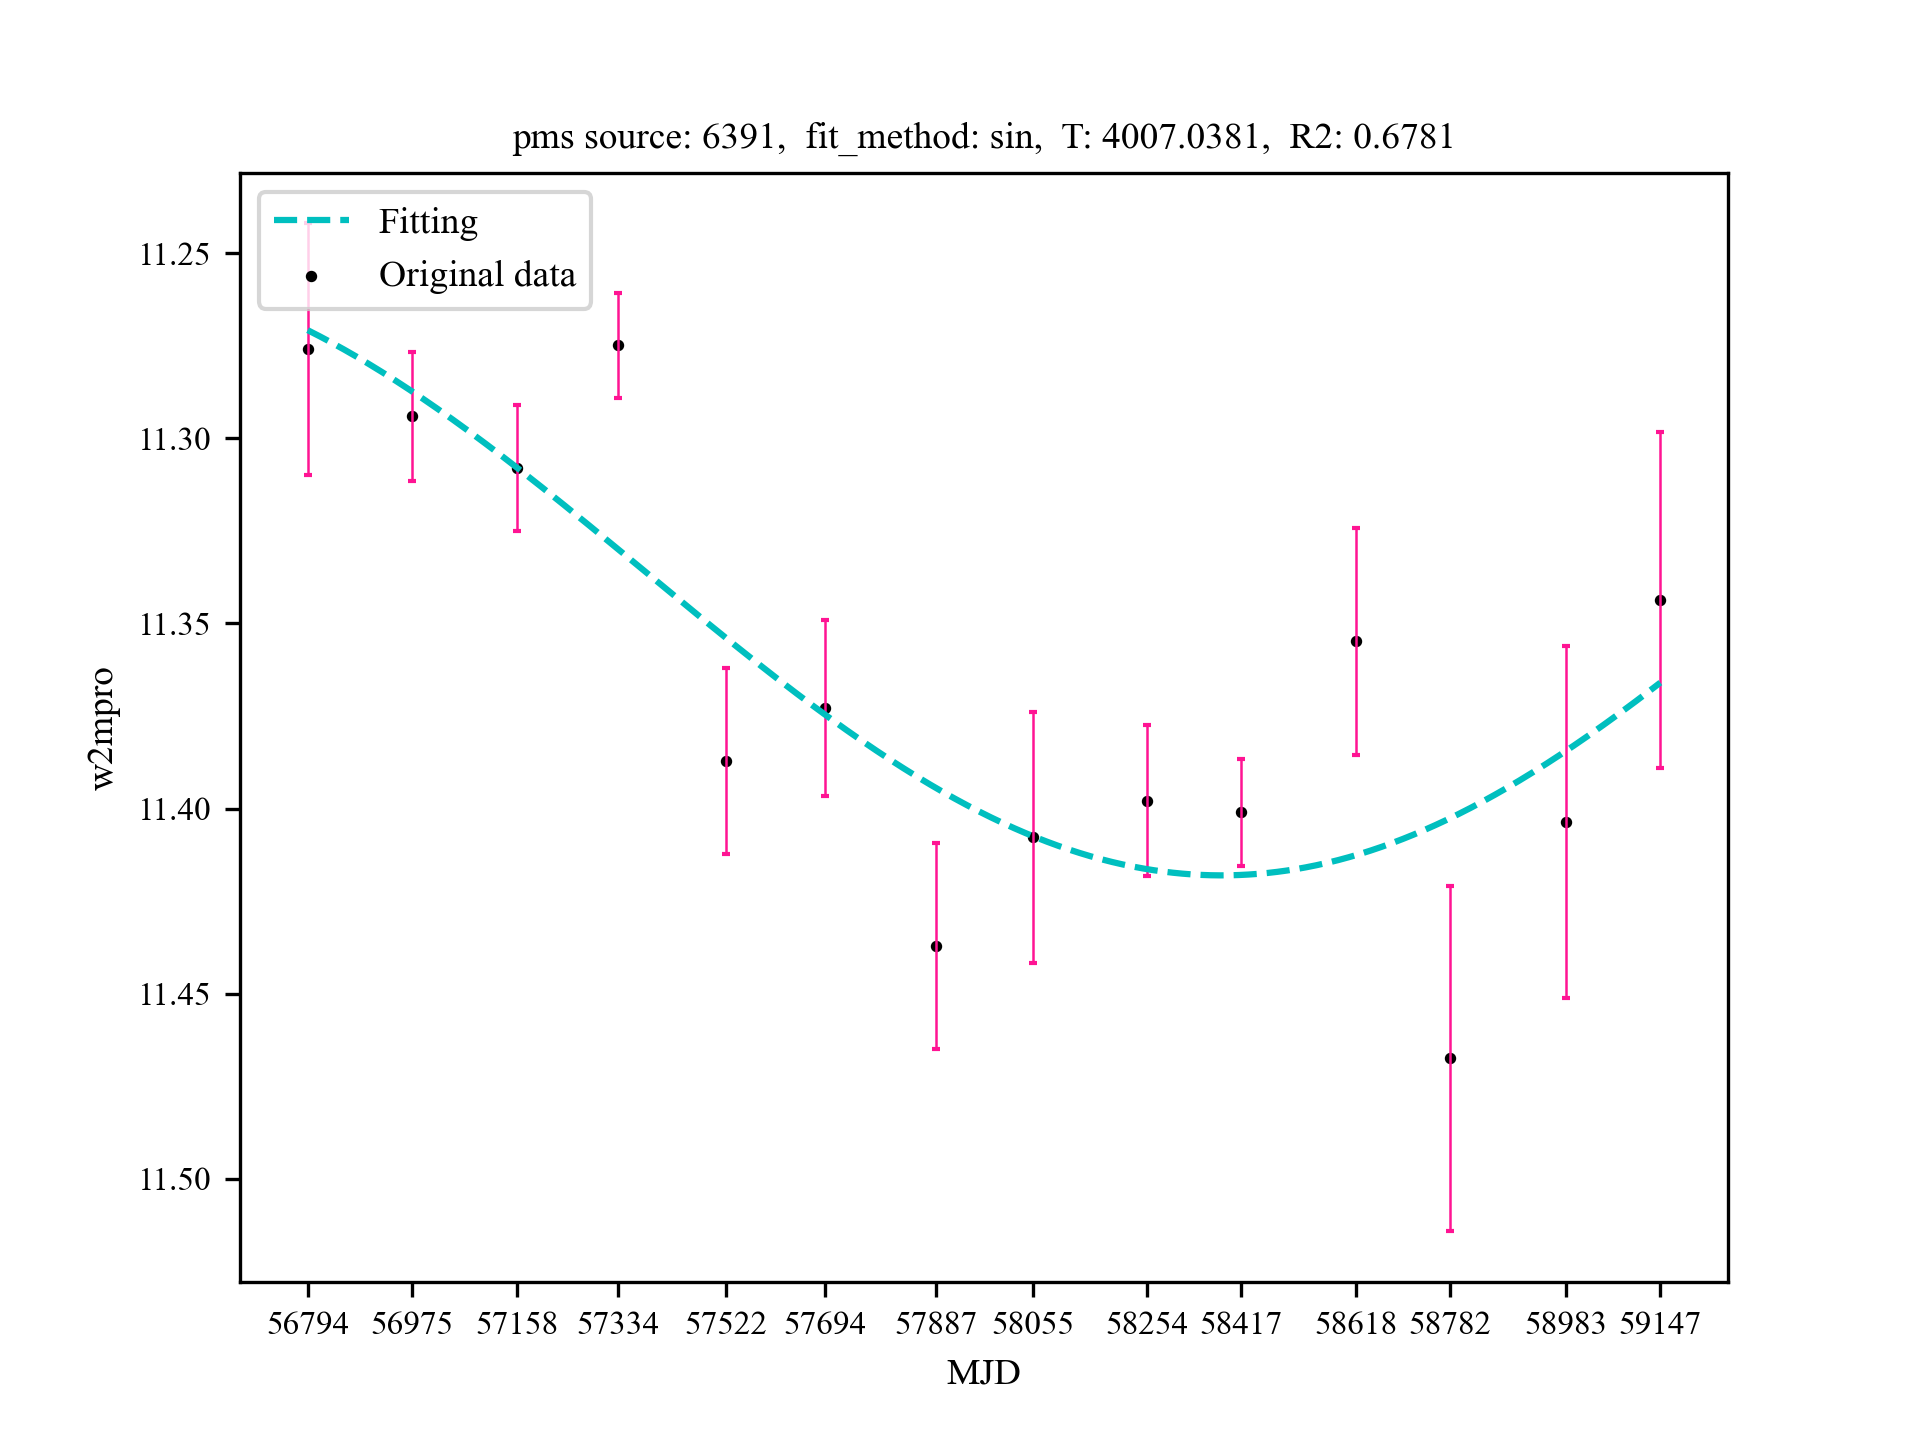 pms source: 6391, fit_method: sin, T: 4007.0381, R2: 0.6781
Fitting
Original data
11.25
11.30
11.35
11.40
11.45
11.50
w2mpro
56794 56975 57158 57334 57522 57694 57887 58055 58254 58417 58618 58782 58983 59147
MJD